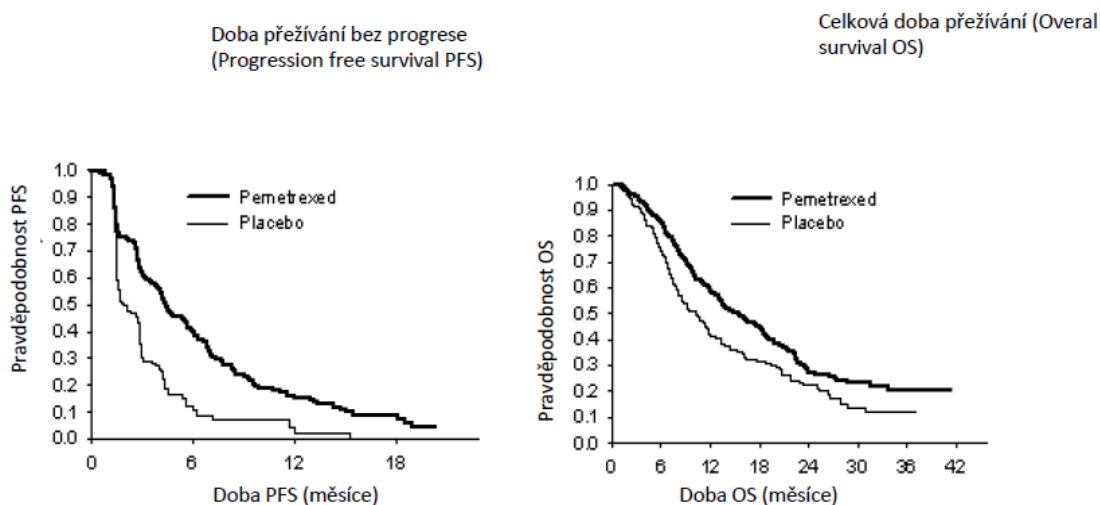 Doba přežívání bez progrese
(Progression free survival PFS)
Celková doba přežívání (Overal
survival OS)
Pravděpodobnost PFS
1.0
0.9
0.8
0.7
0.6
0.5
0.4
0.3
0.2
0.1
0.0
Pemetrexed
Placebo
0 6 12 18
Doba PFS (měsíce)
Pravděpodobnost OS
1.0
0.9
0.8
0.7
0.6
0.5
0.4
0.3
0.2
0.1
0.0
Pemetrexed
Placebo
0 6 12 18 24 30 36 42
Doba OS (měsíce)